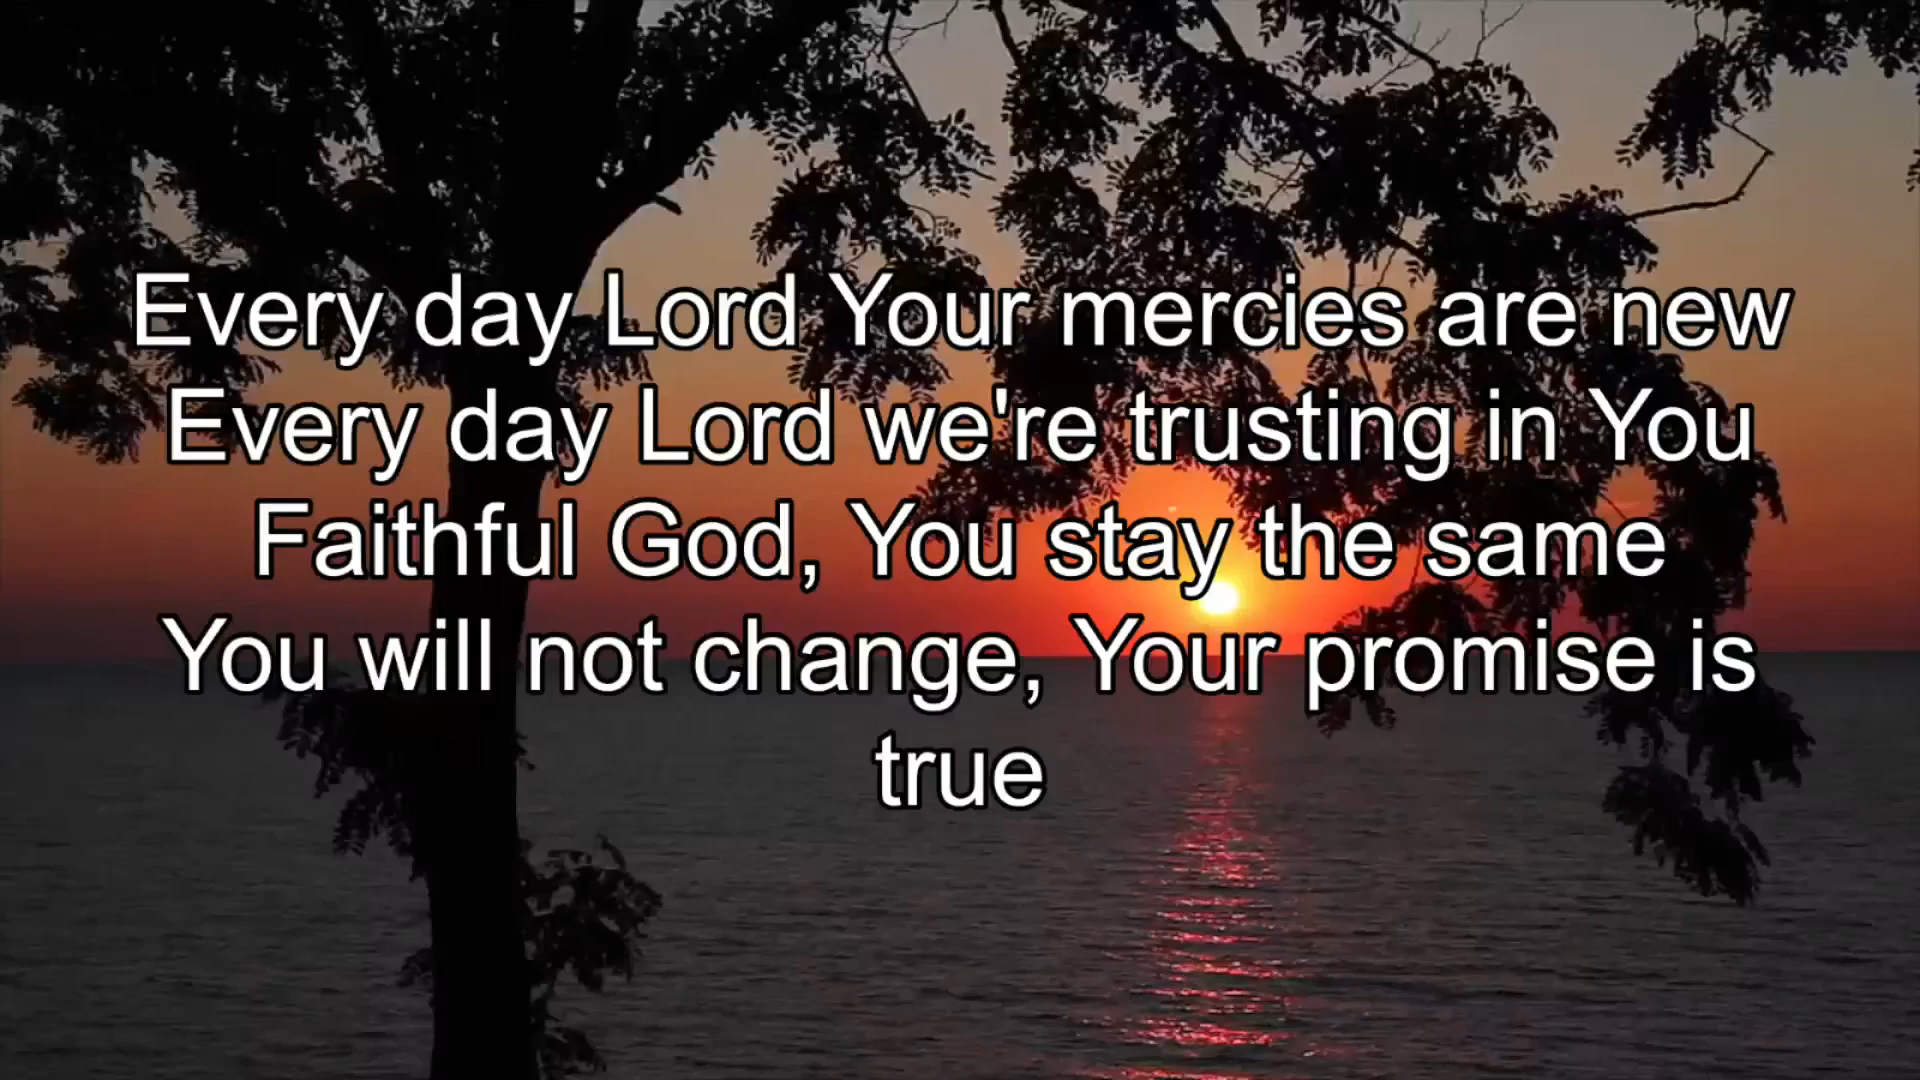 Every day Lord Your mercies are new
Every day Lord we're trusting in You
Faithful God, You stay the same
You will not change, Your promise is
true